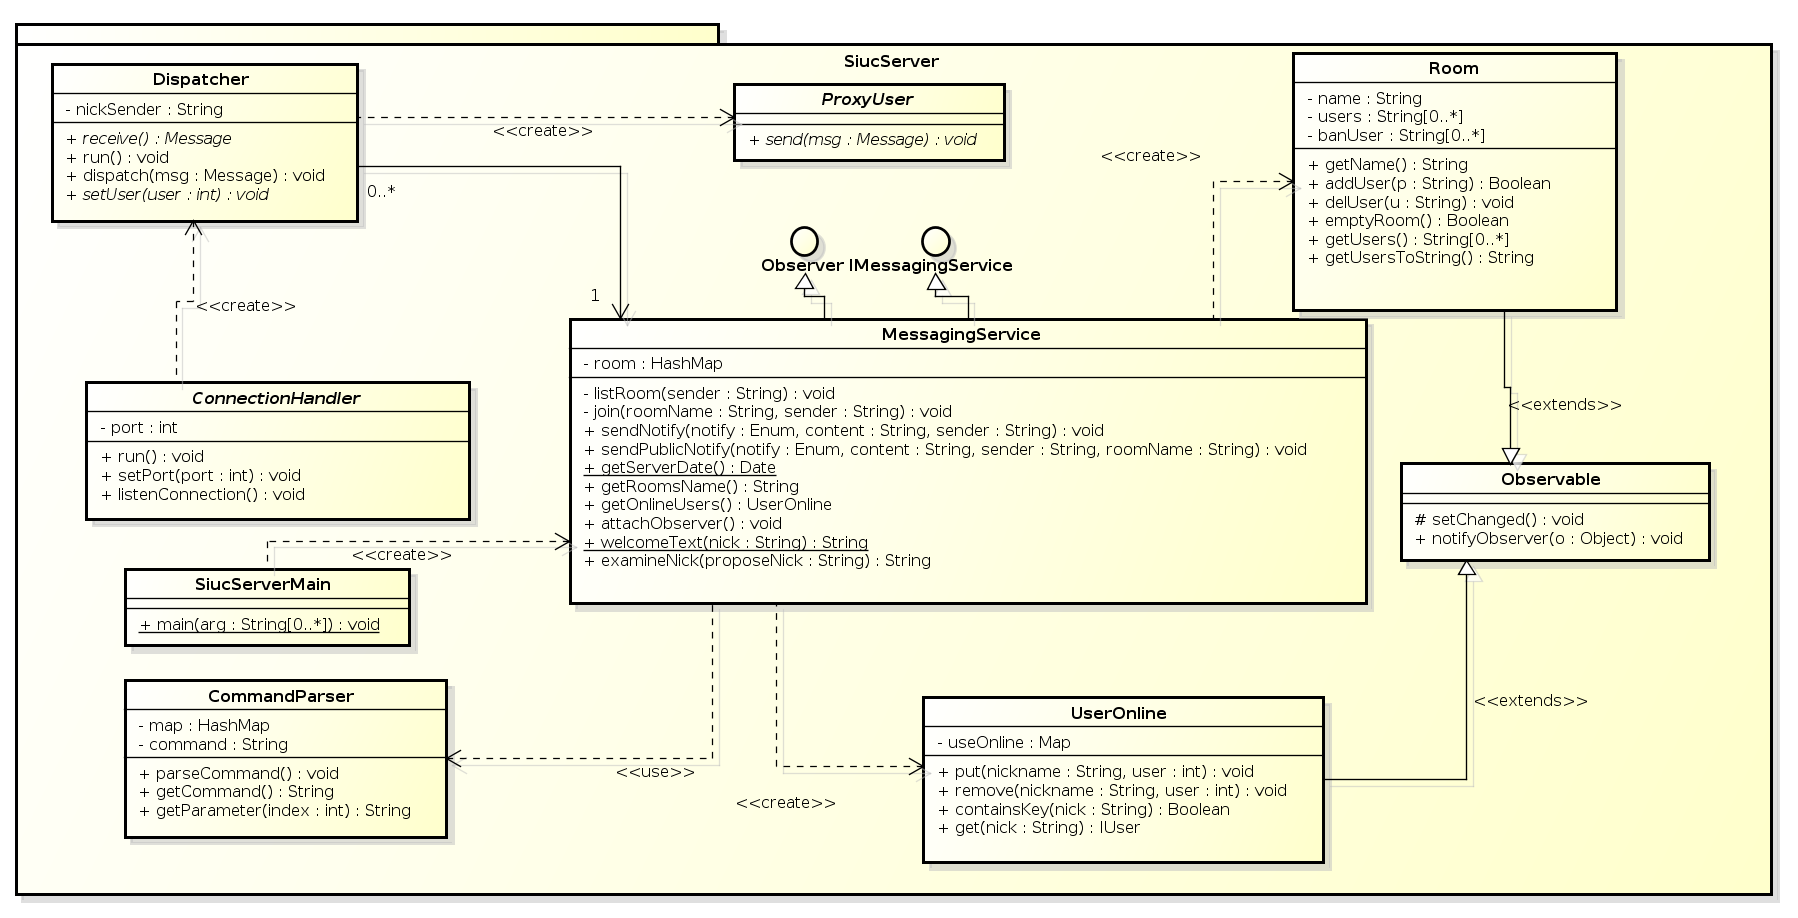 SiucServer
Dispatcher
- nickSender : String
+ receive() : Message
+ run() : void
+ dispatch(msg : Message) : void
+ setUser(user : int) : void
<<create>>
ProxyUser
+ send(msg : Message) : void
Room
- name : String
- users : String[0..*]
- banUser : String[0..*]
+ getName() : String
+ addUser(p : String) : Boolean
+ delUser(u : String) : void
+ emptyRoom() : Boolean
+ getUsers() : String[0..*]
+ getUsersToString() : String
<<create>>
0..*
1
Observer
IMessagingService
<<create>>
MessagingService
- room : HashMap
- listRoom(sender : String) : void
- join(roomName : String, sender : String) : void
+ sendNotify(notify : Enum, content : String, sender : String) : void
+ sendPublicNotify(notify : Enum, content : String, sender : String, roomName : String) : void
+ getServerDate() : Date
+ getRoomsName() : String
+ getOnlineUsers() : UserOnline
+ attachObserver() : void
+ welcomeText(nick : String) : String
+ examineNick(proposeNick : String) : String
ConnectionHandler
- port : int
+ run() : void
+ setPort(port : int) : void
+ listenConnection() : void
<<extends>>
Observable
# setChanged() : void
+ notifyObserver(o : Object) : void
<<create>>
SiucServerMain
+ main(arg : String[0..*]) : void
CommandParser
- map : HashMap
- command : String
+ parseCommand() : void
+ getCommand() : String
+ getParameter(index : int) : String
<<use>>
<<create>>
UserOnline
- useOnline : Map
+ put(nickname : String, user : int) : void
+ remove(nickname : String, user : int) : void
+ containsKey(nick : String) : Boolean
+ get(nick : String) : IUser
<<extends>>